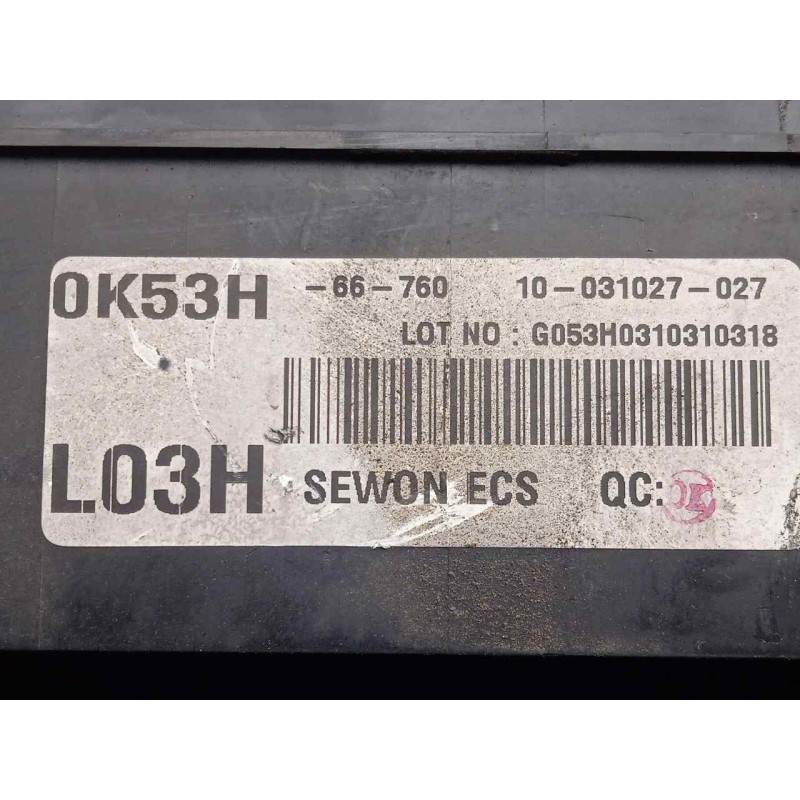 0K53H -66-760 10-031027-027
LOT NO : G053H0310310318
L03H SEWON ECS QC: